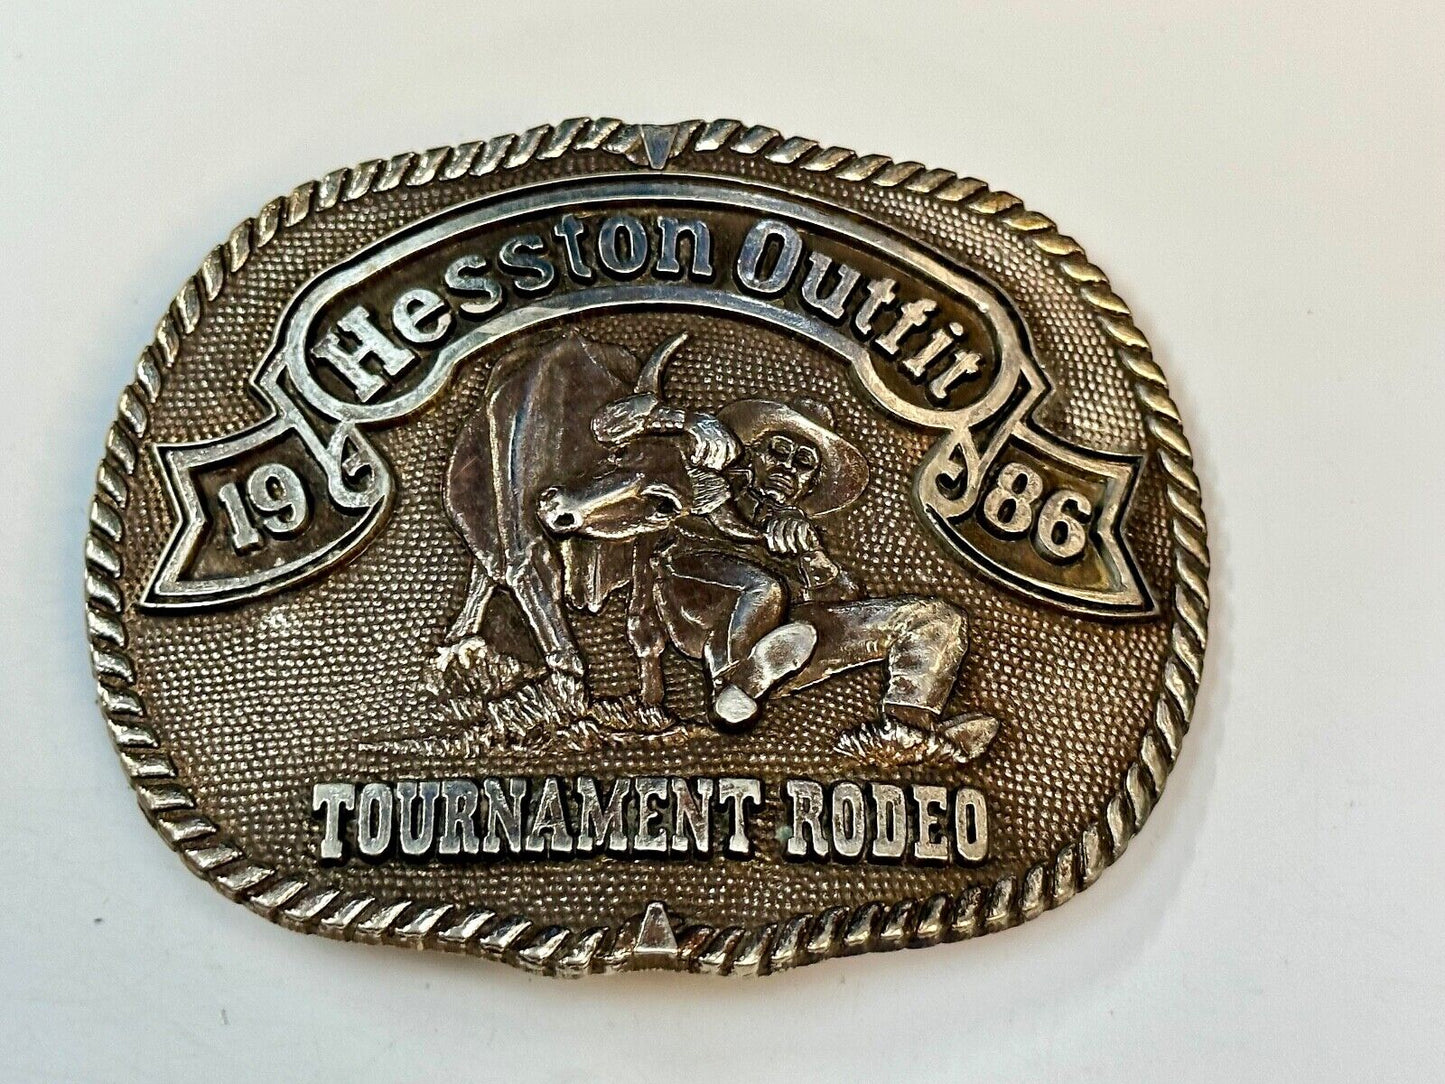 Hesston Outfit
19 86
TOURNAMENT RODEO